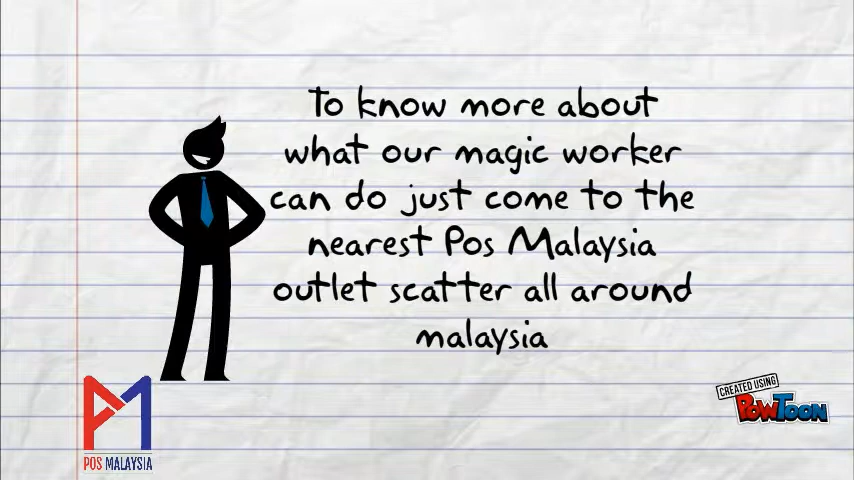 To know more about
what our magic worker
can do just come to the
nearest Pos Malaysia
outlet scatter all around
malaysia
POS MALAYSIA
CREATED USING
POWTOON